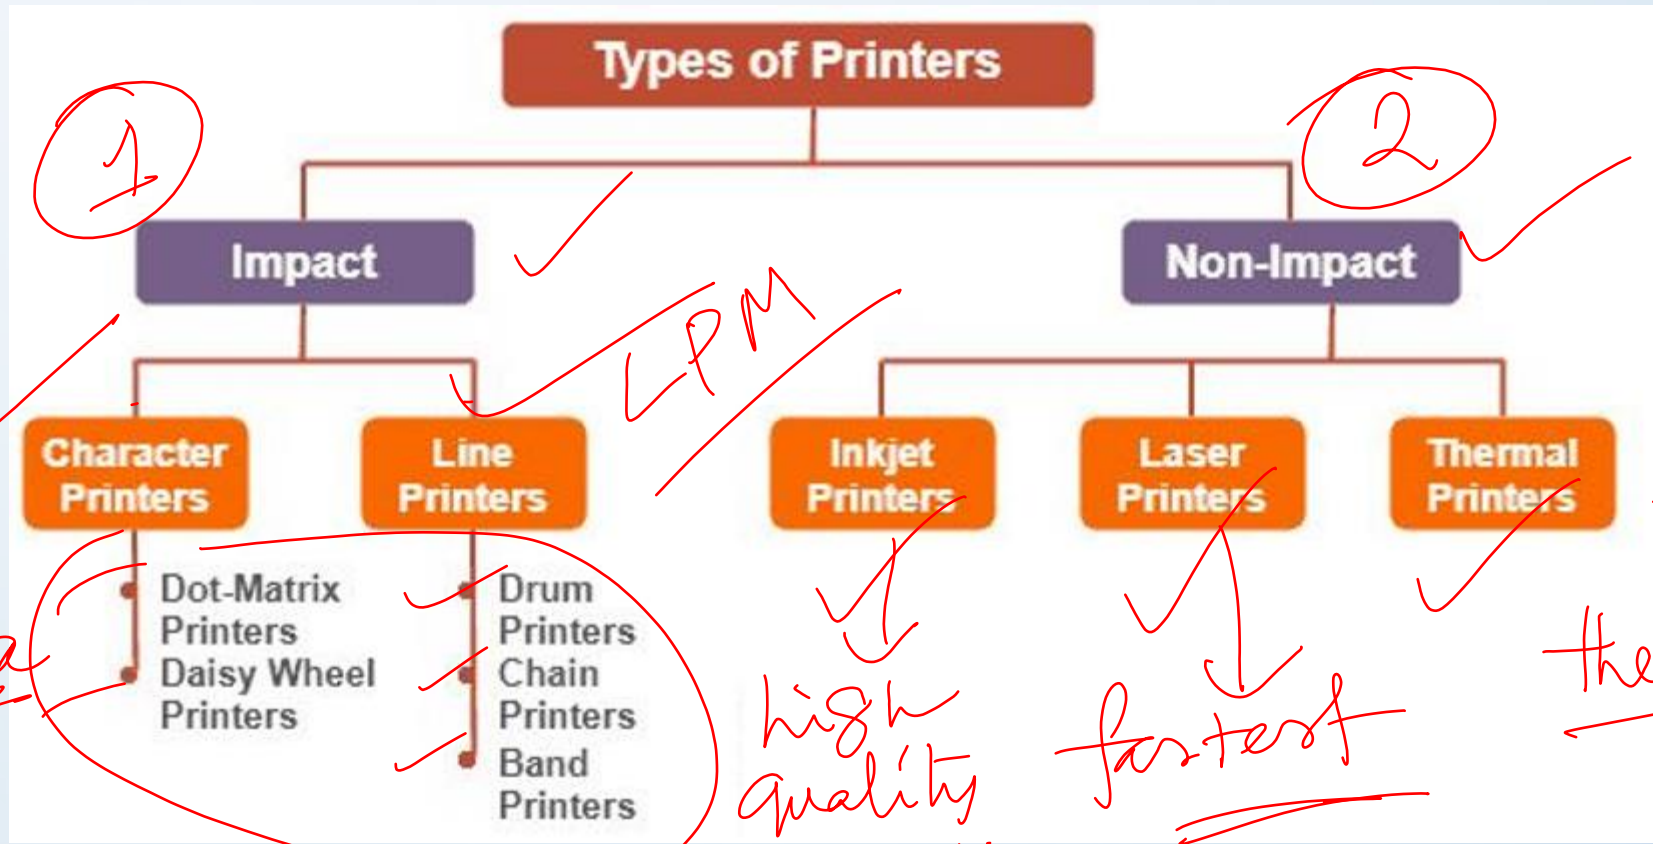 Types of Printers
1
2
Impact
Non-Impact
LPM
Character
Printers
Line
Printers
Inkjet
Printers
Laser
Printers
Thermal
Printers
Dot-Matrix
Printers
Daisy Wheel
Printers
Drum
Printers
Chain
Printers
Band
Printers
high
quality
fastest
the